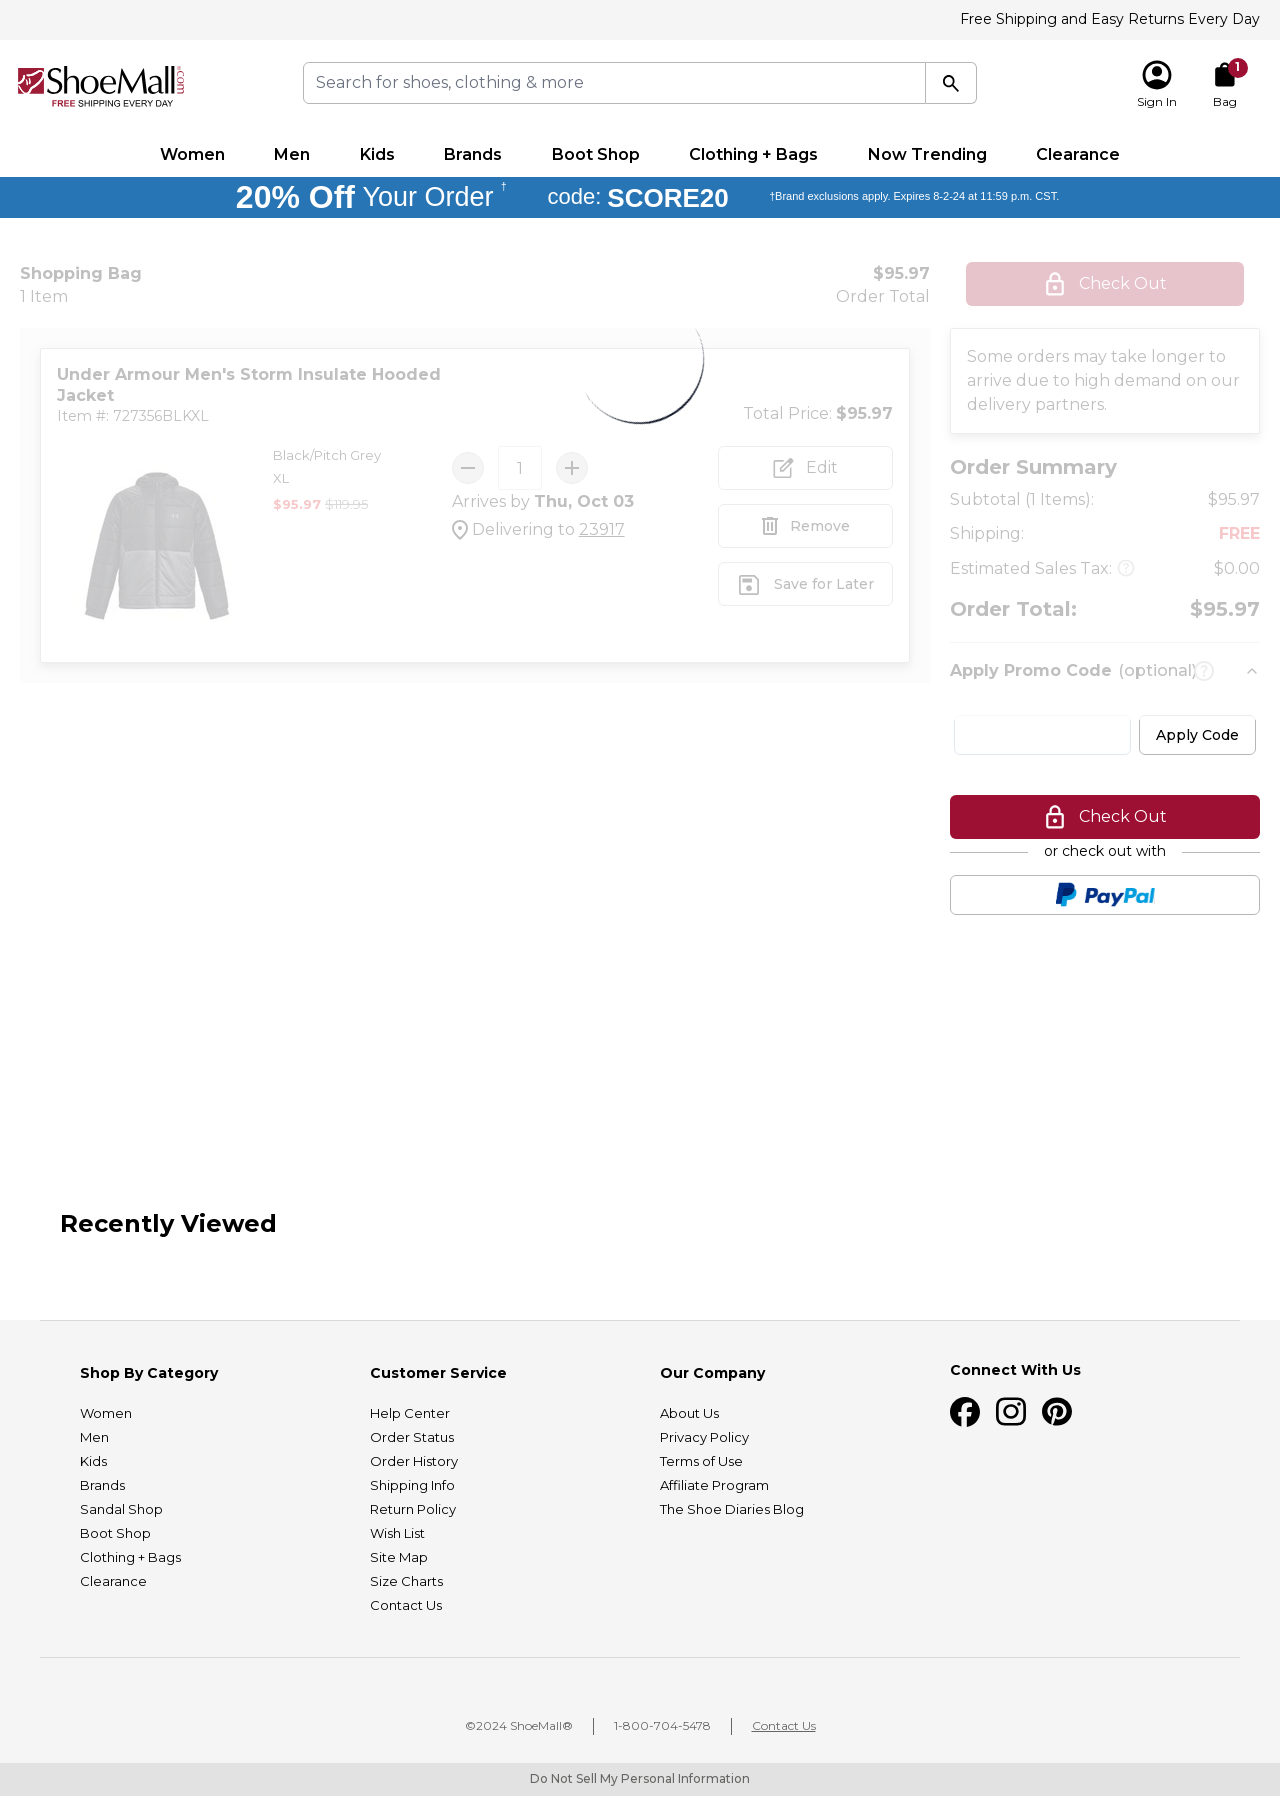 Free Shipping and Easy Returns Every Day
ShoeMall®.com
FREE SHIPPING EVERY DAY
Search for shoes, clothing & more
Sign In
1
Bag
Women Men Kids Brands Boot Shop Clothing + Bags Now Trending Clearance
20% Off Your Order † code: SCORE20 †Brand exclusions apply. Expires 8-2-24 at 11:59 p.m. CST.
Shopping Bag
1 Item
$95.97
Order Total
Check Out
Under Armour Men's Storm Insulate Hooded
Jacket
Item #: 727356BLKXL
Total Price: $95.97
Black/Pitch Grey
XL
$95.97 $119.95
1
Arrives by Thu, Oct 03
Delivering to 23917
Edit
Remove
Save for Later
Some orders may take longer to
arrive due to high demand on our
delivery partners.
Order Summary
Subtotal (1 Items): $95.97
Shipping: FREE
Estimated Sales Tax: ? $0.00
Order Total: $95.97
Apply Promo Code (optional) ?
Apply Code
Check Out
or check out with
PayPal
Recently Viewed
Shop By Category
Women
Men
Kids
Brands
Sandal Shop
Boot Shop
Clothing + Bags
Clearance
Customer Service
Help Center
Order Status
Order History
Shipping Info
Return Policy
Wish List
Site Map
Size Charts
Contact Us
Our Company
About Us
Privacy Policy
Terms of Use
Affiliate Program
The Shoe Diaries Blog
Connect With Us
©2024 ShoeMall® 1-800-704-5478 Contact Us
Do Not Sell My Personal Information